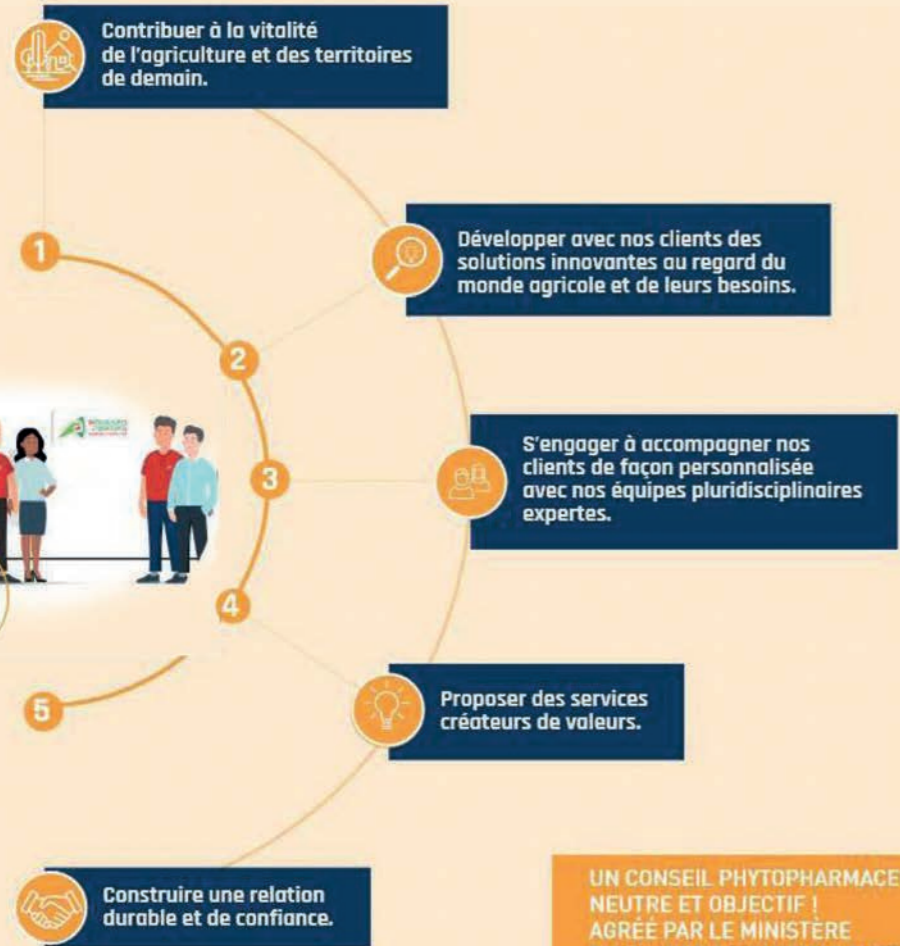 Contribuer à la vitalité
de l'agriculture et des territoires
de demain.
1
Développer avec nos clients des
solutions innovantes au regard du
monde agricole et de leurs besoins.
2
3
S'engager à accompagner nos
clients de façon personnalisée
avec nos équipes pluridisciplinaires
expertes.
4
Proposer des services
créateurs de valeurs.
5
Construire une relation
durable et de confiance.
UN CONSEIL PHYTOPHARMACE
NEUTRE ET OBJECTIF !
AGRÉÉ PAR LE MINISTÈRE